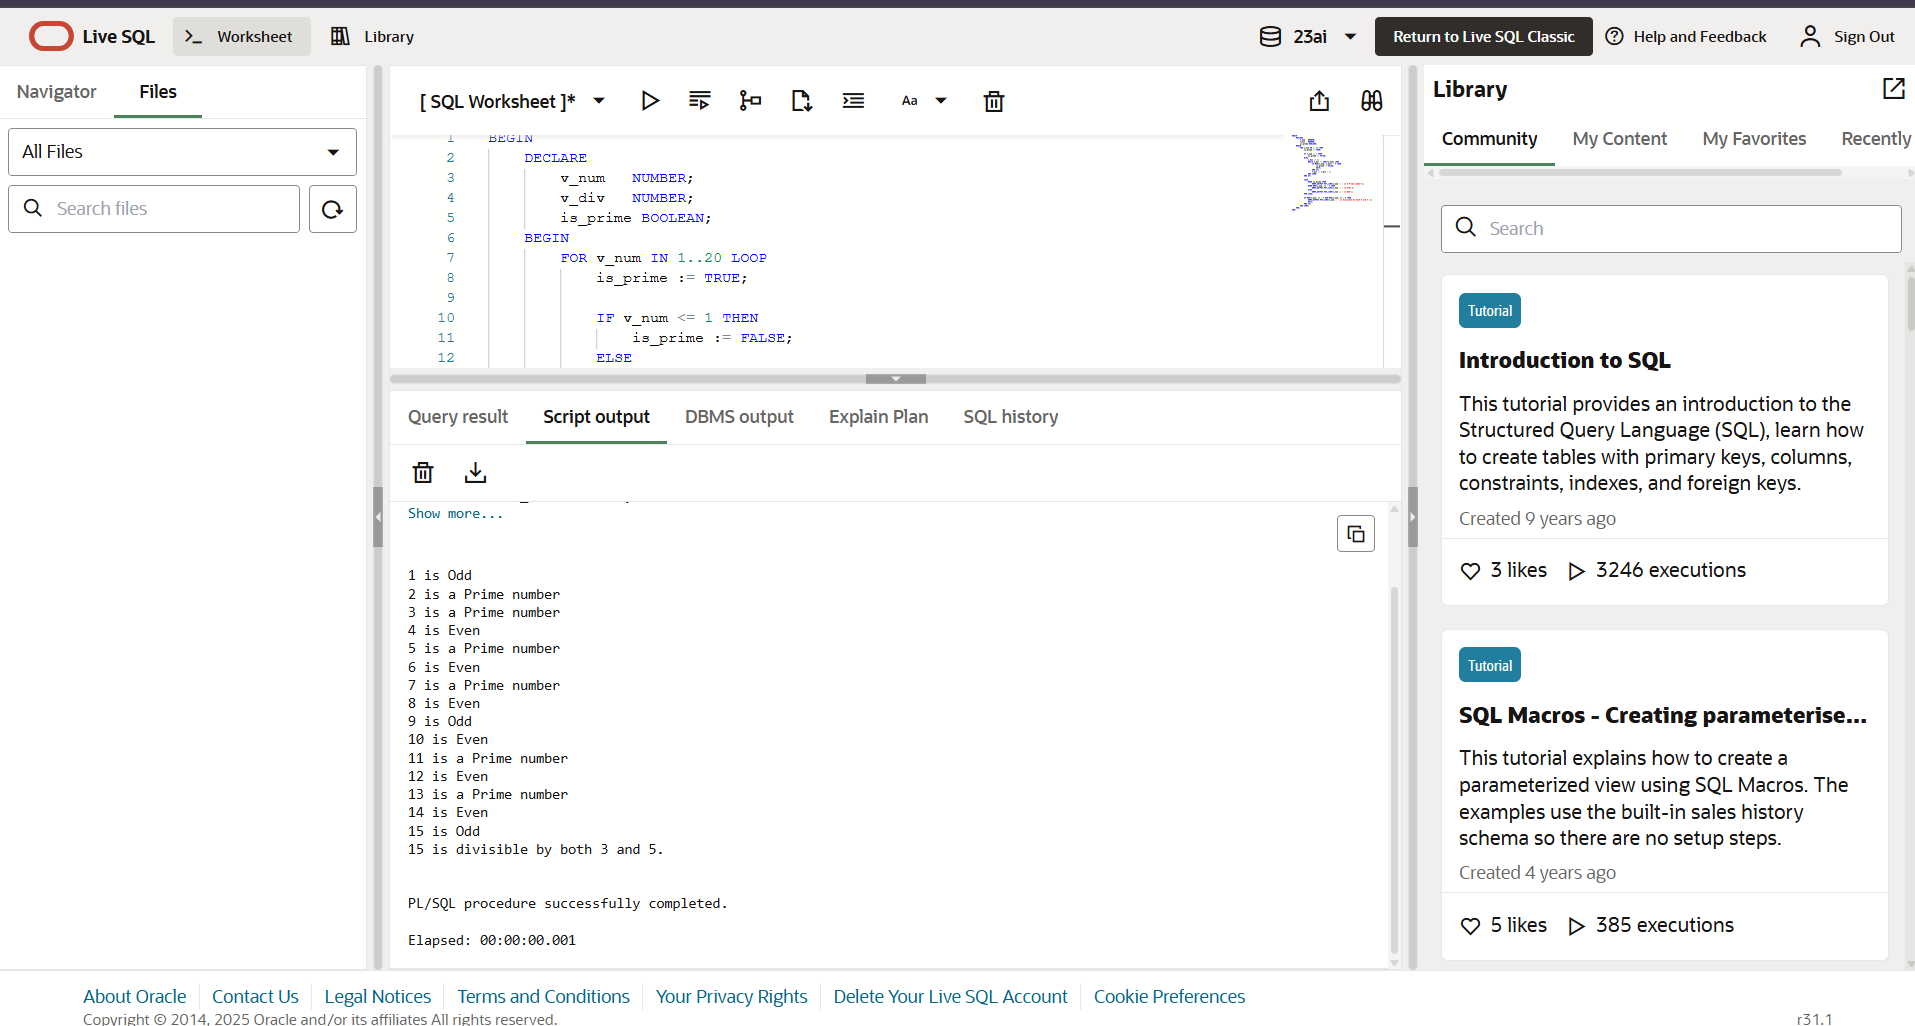 Live SQL
Worksheet
Library
23ai
Return to Live SQL Classic
Help and Feedback
Sign Out
Navigator
Files
All Files
Search files
[ SQL Worksheet ]*
Aa
1 BEGIN
2 DECLARE
3 v_num NUMBER;
4 v_div NUMBER;
5 is_prime BOOLEAN;
6 BEGIN
7 FOR v_num IN 1..20 LOOP
8 is_prime := TRUE;
9
10 IF v_num <= 1 THEN
11 is_prime := FALSE;
12 ELSE
Query result
Script output
DBMS output
Explain Plan
SQL history
Show more...
1 is Odd
2 is a Prime number
3 is a Prime number
4 is Even
5 is a Prime number
6 is Even
7 is a Prime number
8 is Even
9 is Odd
10 is Even
11 is a Prime number
12 is Even
13 is a Prime number
14 is Even
15 is Odd
15 is divisible by both 3 and 5.
PL/SQL procedure successfully completed.
Elapsed: 00:00:00.001
Library
Community
My Content
My Favorites
Recently
Search
Tutorial
Introduction to SQL
This tutorial provides an introduction to the
Structured Query Language (SQL), learn how
to create tables with primary keys, columns,
constraints, indexes, and foreign keys.
Created 9 years ago
3 likes
3246 executions
Tutorial
SQL Macros - Creating parameterise...
This tutorial explains how to create a
parameterized view using SQL Macros. The
examples use the built-in sales history
schema so there are no setup steps.
Created 4 years ago
5 likes
385 executions
About Oracle
Contact Us
Legal Notices
Terms and Conditions
Your Privacy Rights
Delete Your Live SQL Account
Cookie Preferences
Copyright © 2014, 2025 Oracle and/or its affiliates All rights reserved.
r31.1